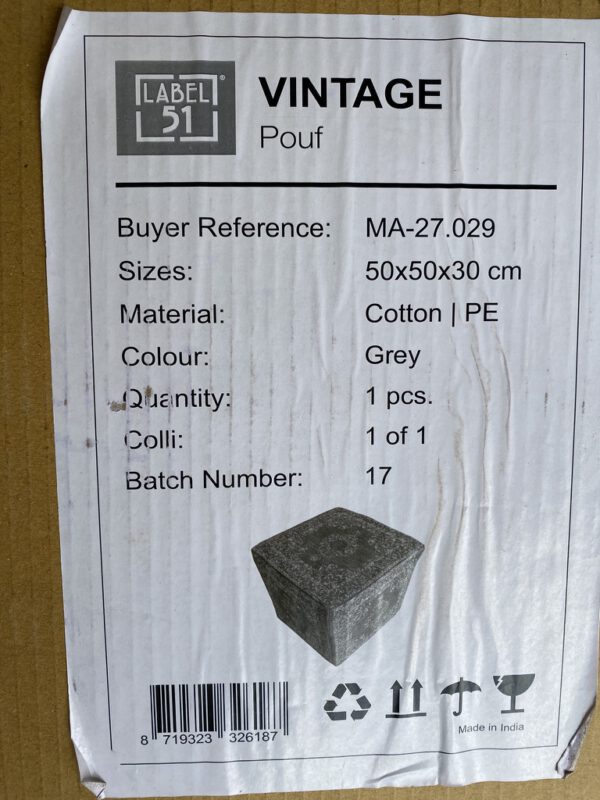 LABEL®
51
VINTAGE
Pouf
Buyer Reference: MA-27.029
Sizes: 50x50x30 cm
Material: Cotton | PE
Colour: Grey
Quantity: 1 pcs.
Colli: 1 of 1
Batch Number: 17
8 719323 326187
Made in India